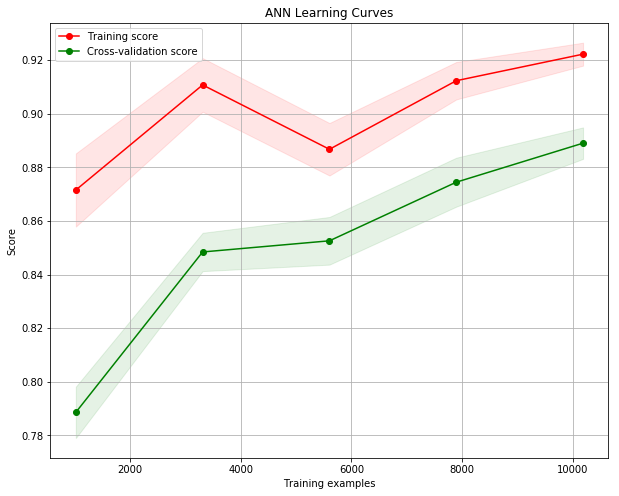 ANN Learning Curves
Training score
Cross-validation score
0.92
0.90
0.88
0.86
0.84
0.82
0.80
0.78
Score
2000 4000 6000 8000 10000
Training examples